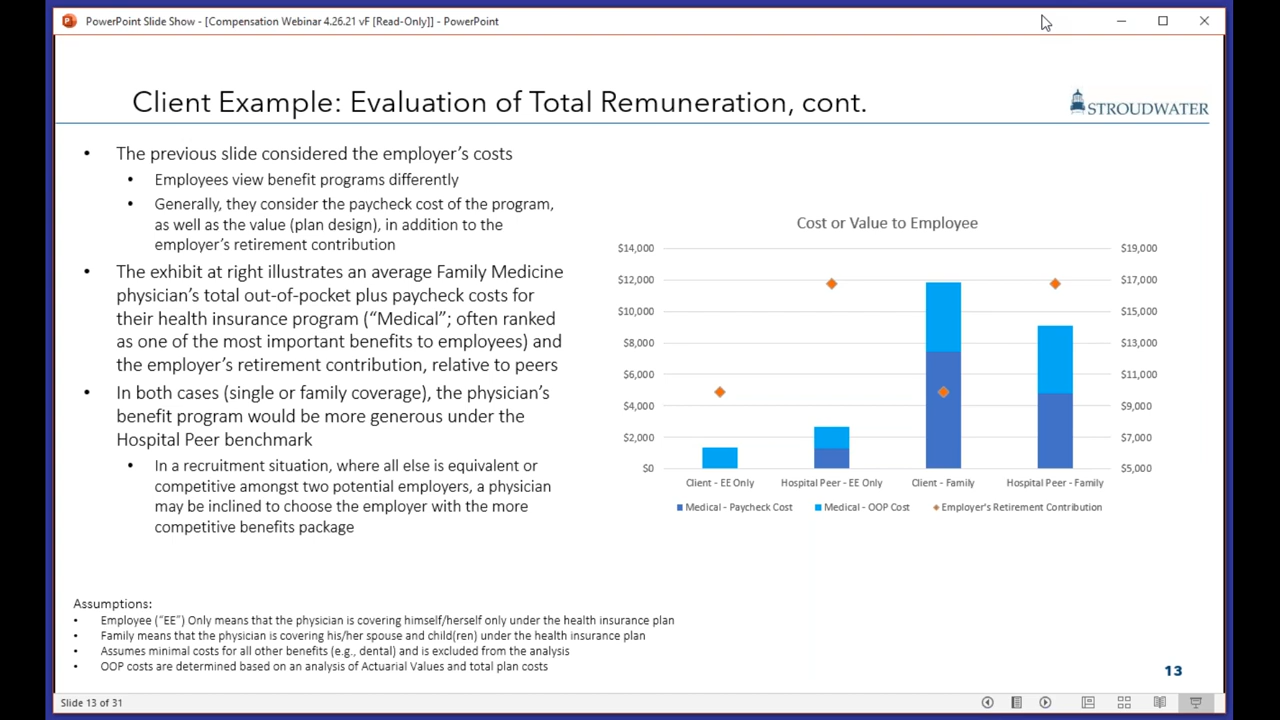 PowerPoint Slide Show - [Compensation Webinar 4.26.21 vF [Read-Only]] - PowerPoint
Client Example: Evaluation of Total Remuneration, cont.
STROUDWATER
• The previous slide considered the employer's costs
• Employees view benefit programs differently
• Generally, they consider the paycheck cost of the program,
as well as the value (plan design), in addition to the
employer's retirement contribution
• The exhibit at right illustrates an average Family Medicine
physician's total out-of-pocket plus paycheck costs for
their health insurance program ("Medical"; often ranked
as one of the most important benefits to employees) and
the employer's retirement contribution, relative to peers
• In both cases (single or family coverage), the physician's
benefit program would be more generous under the
Hospital Peer benchmark
• In a recruitment situation, where all else is equivalent or
competitive amongst two potential employers, a physician
may be inclined to choose the employer with the more
competitive benefits package
Cost or Value to Employee
$14,000 $19,000
$12,000 $17,000
$10,000 $15,000
$8,000 $13,000
$6,000 $11,000
$4,000 $9,000
$2,000 $7,000
$0 $5,000
Client - EE Only Hospital Peer - EE Only Client - Family Hospital Peer - Family
Medical - Paycheck Cost Medical - OOP Cost Employer's Retirement Contribution
Assumptions:
• Employee ("EE") Only means that the physician is covering himself/herself only under the health insurance plan
• Family means that the physician is covering his/her spouse and child(ren) under the health insurance plan
• Assumes minimal costs for all other benefits (e.g., dental) and is excluded from the analysis
• OOP costs are determined based on an analysis of Actuarial Values and total plan costs
13
Slide 13 of 31